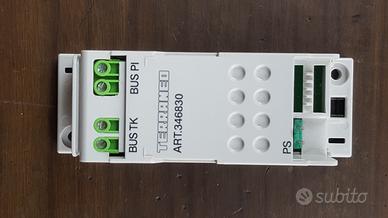 BUS PI
BUS TK
TERRANEO
ART.346830
PS
subito